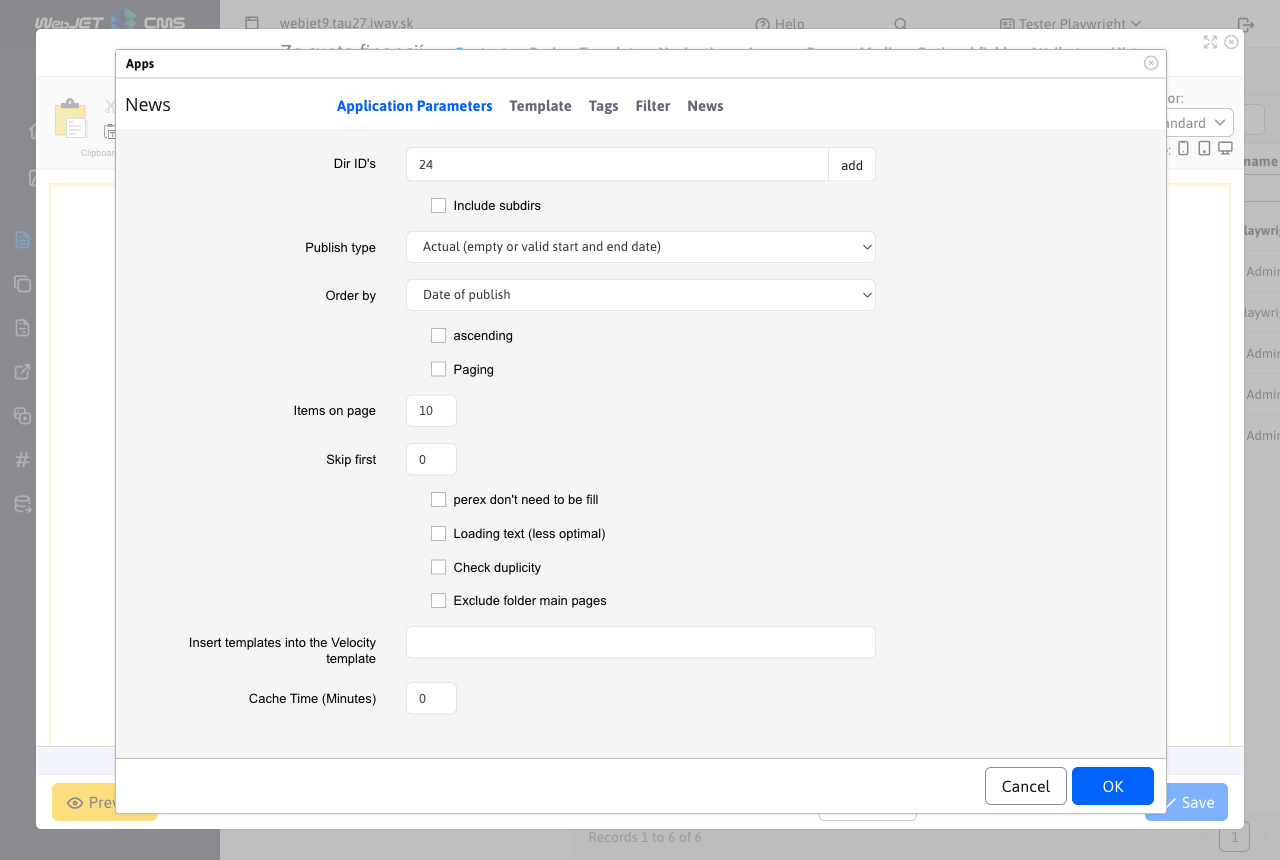 WebJET CMS
webjet9.tau27.iway.sk
Help
Tester Playwright
Apps
News
Application Parameters
Template
Tags
Filter
News
or:
andard
Clipboar
name
Dir ID's
24
add
Include subdirs
Publish type
Actual (empty or valid start and end date)
laywri
Admin
Order by
Date of publish
laywri
ascending
Admin
Paging
Admin
Items on page
10
Admin
Skip first
0
perex don't need to be fill
Loading text (less optimal)
Check duplicity
Exclude folder main pages
Insert templates into the Velocity
template
Cache Time (Minutes)
0
Cancel
OK
Prev
Save
Records 1 to 6 of 6
1